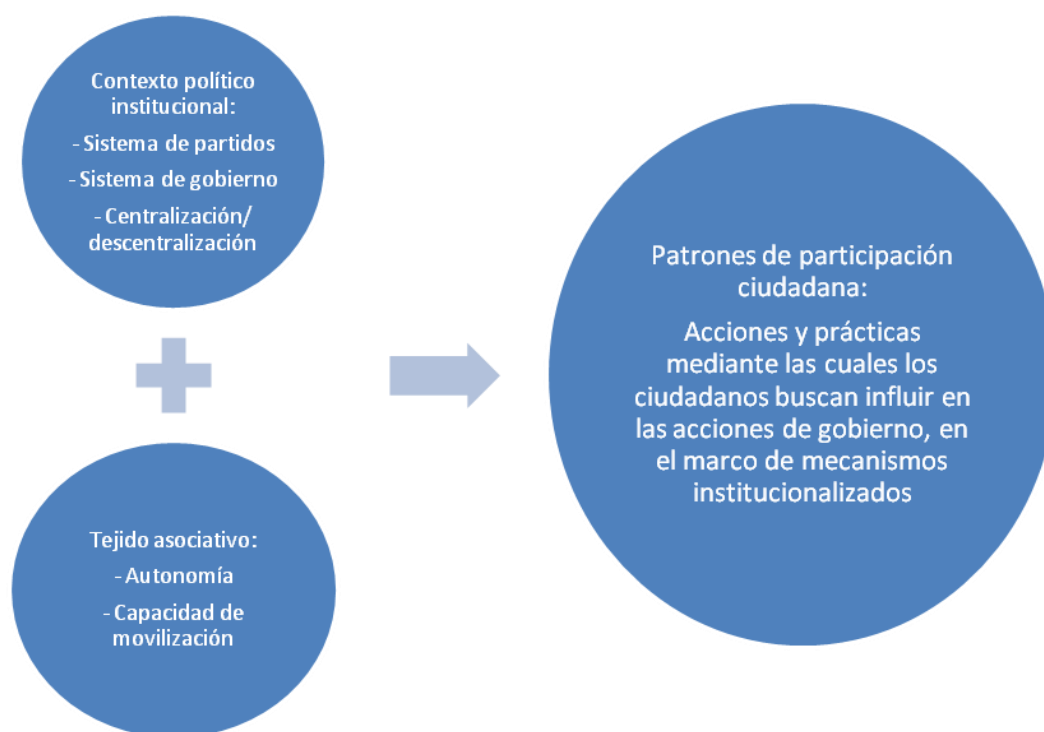 Contexto político
institucional:
- Sistema de partidos
- Sistema de gobierno
- Centralización/
descentralización
Tejido asociativo:
- Autonomía
- Capacidad de
movilización
Patrones de participación
ciudadana:
Acciones y prácticas
mediante las cuales los
ciudadanos buscan influir en
las acciones de gobierno, en
el marco de mecanismos
institucionalizados